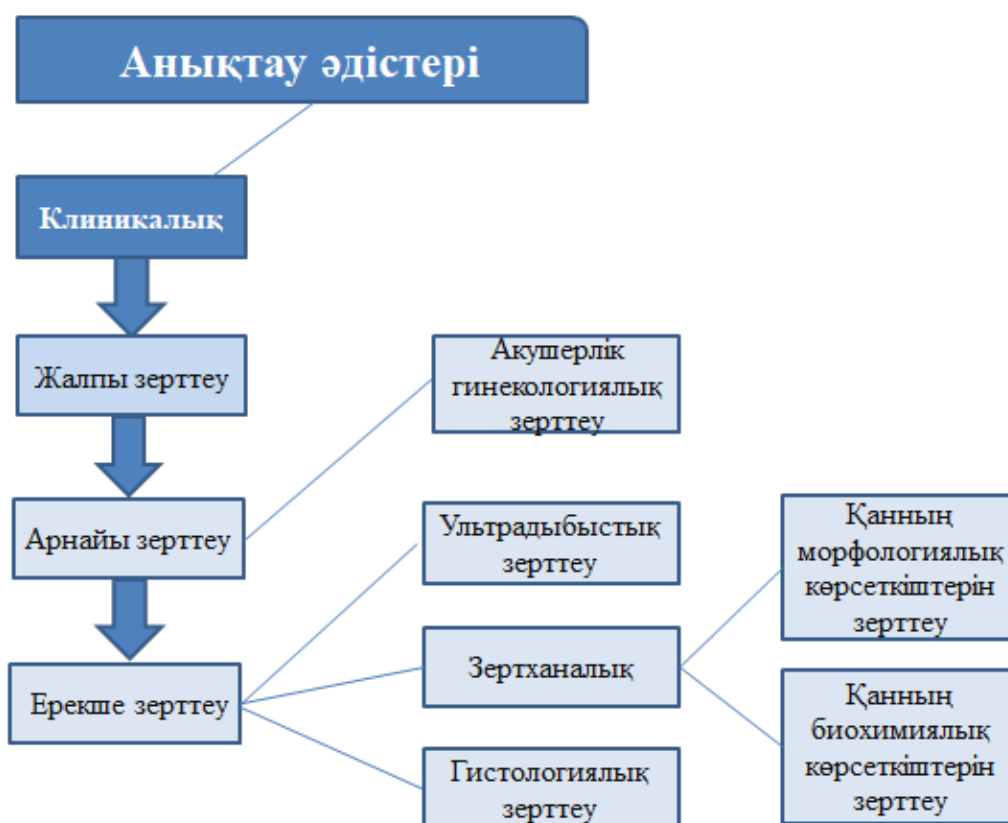 Анықтау әдістері
Клиникалық
Жалпы зерттеу
Акушерлік
гинекологиялық
зерттеу
Арнайы зерттеу
Ультрадыбыстық
зерттеу
Қанның
морфологиялық
көрсеткіштерін
зерттеу
Зертханалық
Ерекше зерттеу
Қанның
биохимиялық
көрсеткіштерін
зерттеу
Гистологиялық
зерттеу